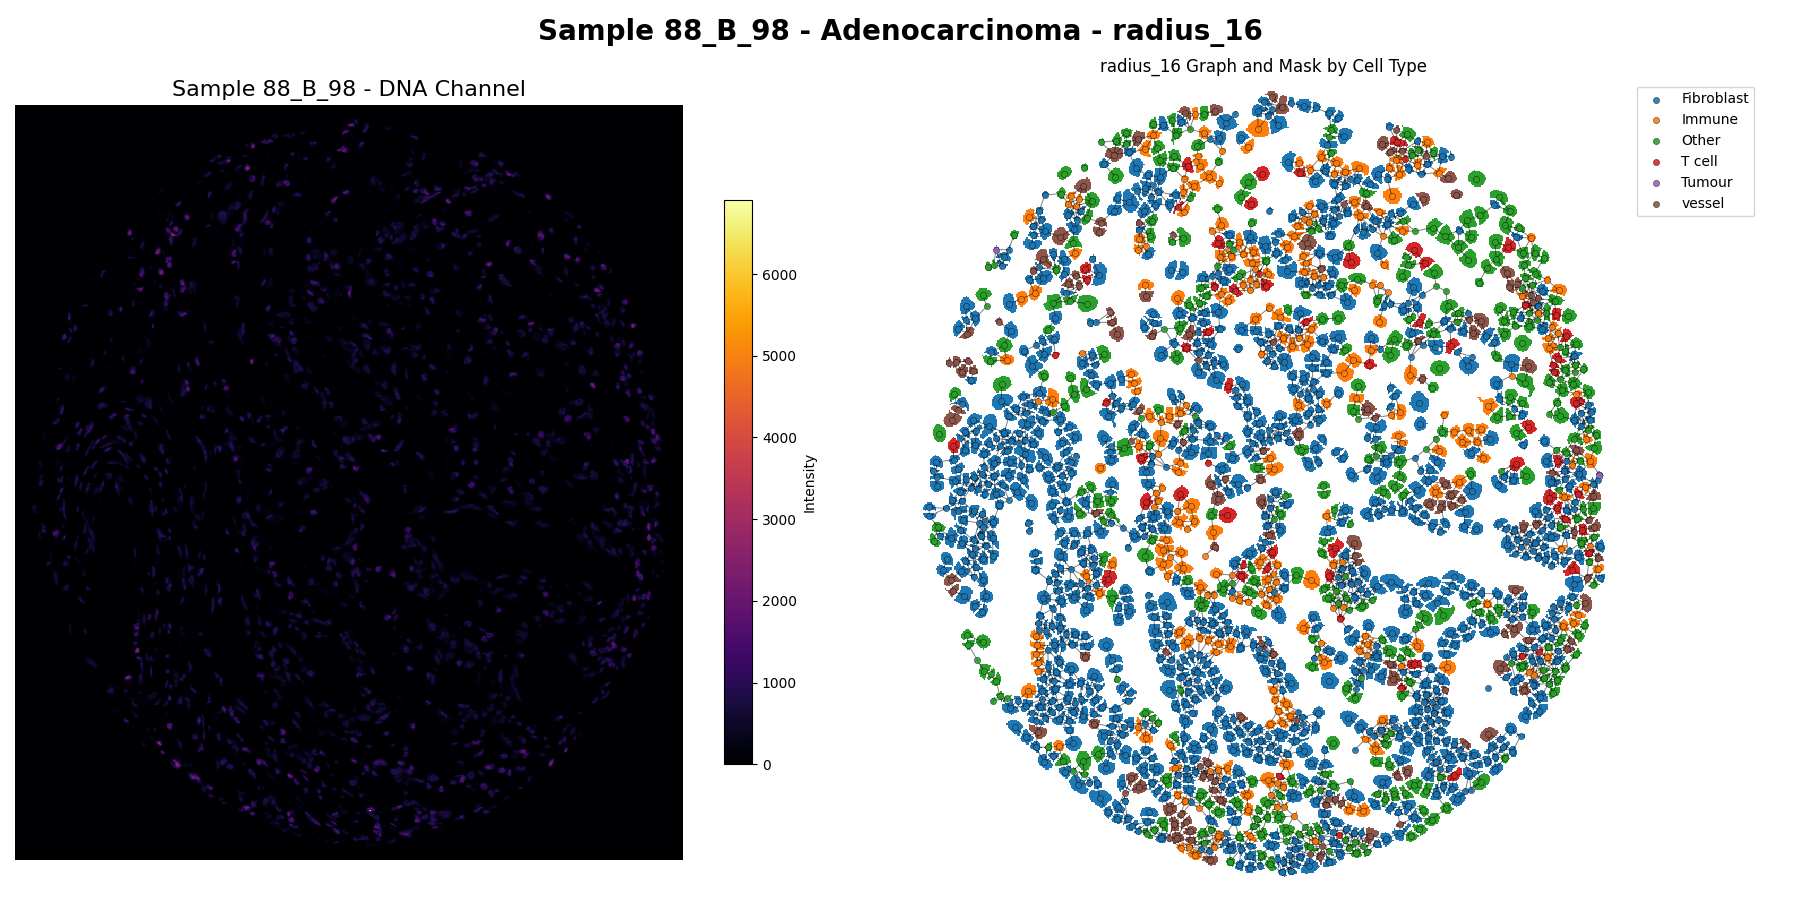 Sample 88_B_98 - Adenocarcinoma - radius_16
Sample 88_B_98 - DNA Channel
radius_16 Graph and Mask by Cell Type
Fibroblast
Immune
Other
T cell
Tumour
vessel
6000
5000
4000
3000
2000
1000
0
Intensity